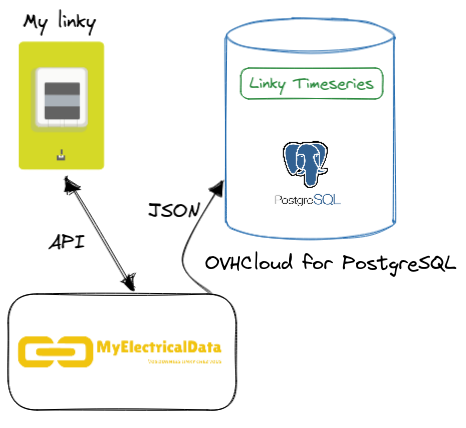 My linky
Linky Timeseries
PostgreSQL
JSON
API
OVHCloud for PostgreSQL
MyElectricalData